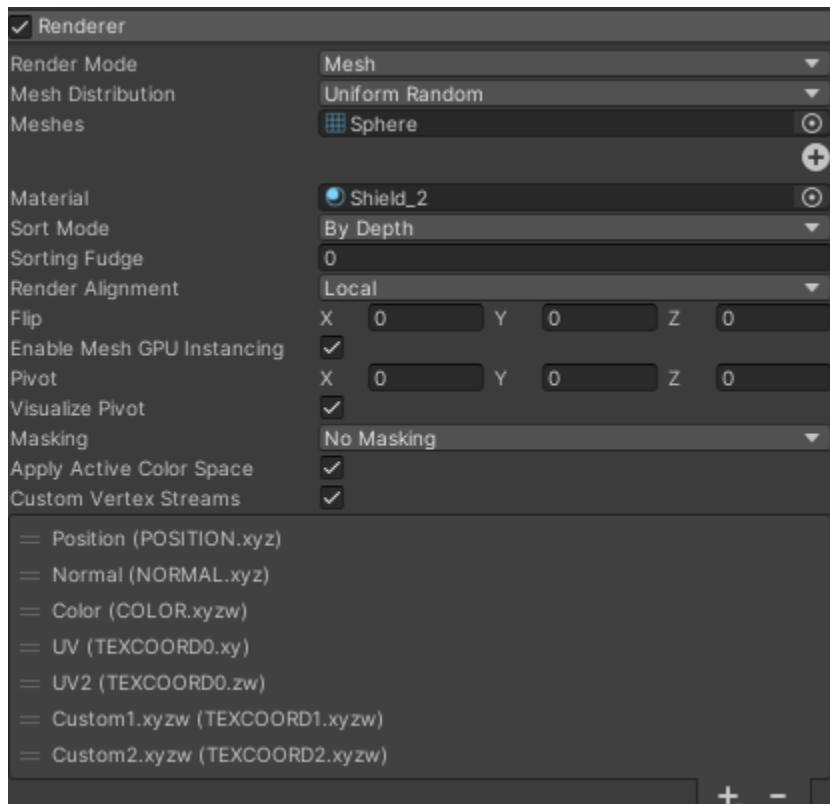 Renderer
Render Mode Mesh
Mesh Distribution Uniform Random
Meshes Sphere
Material Shield_2
Sort Mode By Depth
Sorting Fudge 0
Render Alignment Local
Flip X 0 Y 0 Z 0
Enable Mesh GPU Instancing
Pivot X 0 Y 0 Z 0
Visualize Pivot
Masking No Masking
Apply Active Color Space
Custom Vertex Streams
Position (POSITION.xyz)
Normal (NORMAL.xyz)
Color (COLOR.xyzw)
UV (TEXCOORD0.xy)
UV2 (TEXCOORD0.zw)
Custom1.xyzw (TEXCOORD1.xyzw)
Custom2.xyzw (TEXCOORD2.xyzw)